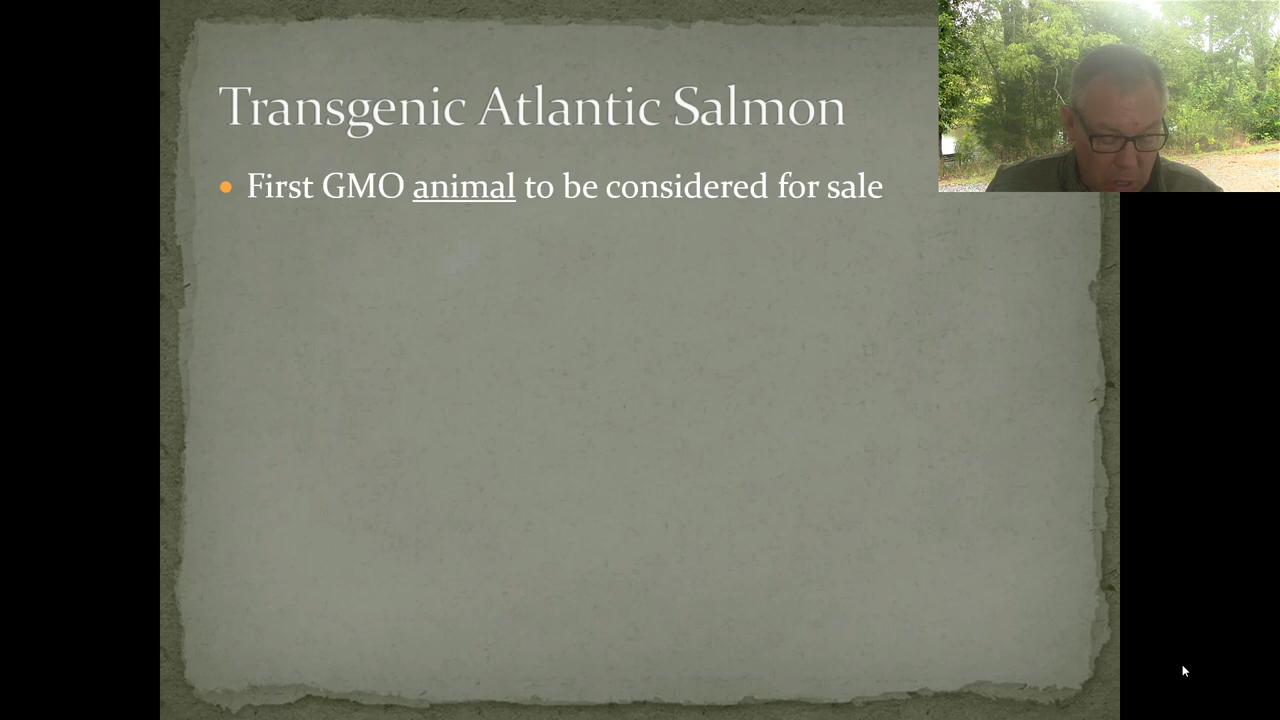 Transgenic Atlantic Salmon
First GMO animal to be considered for sale